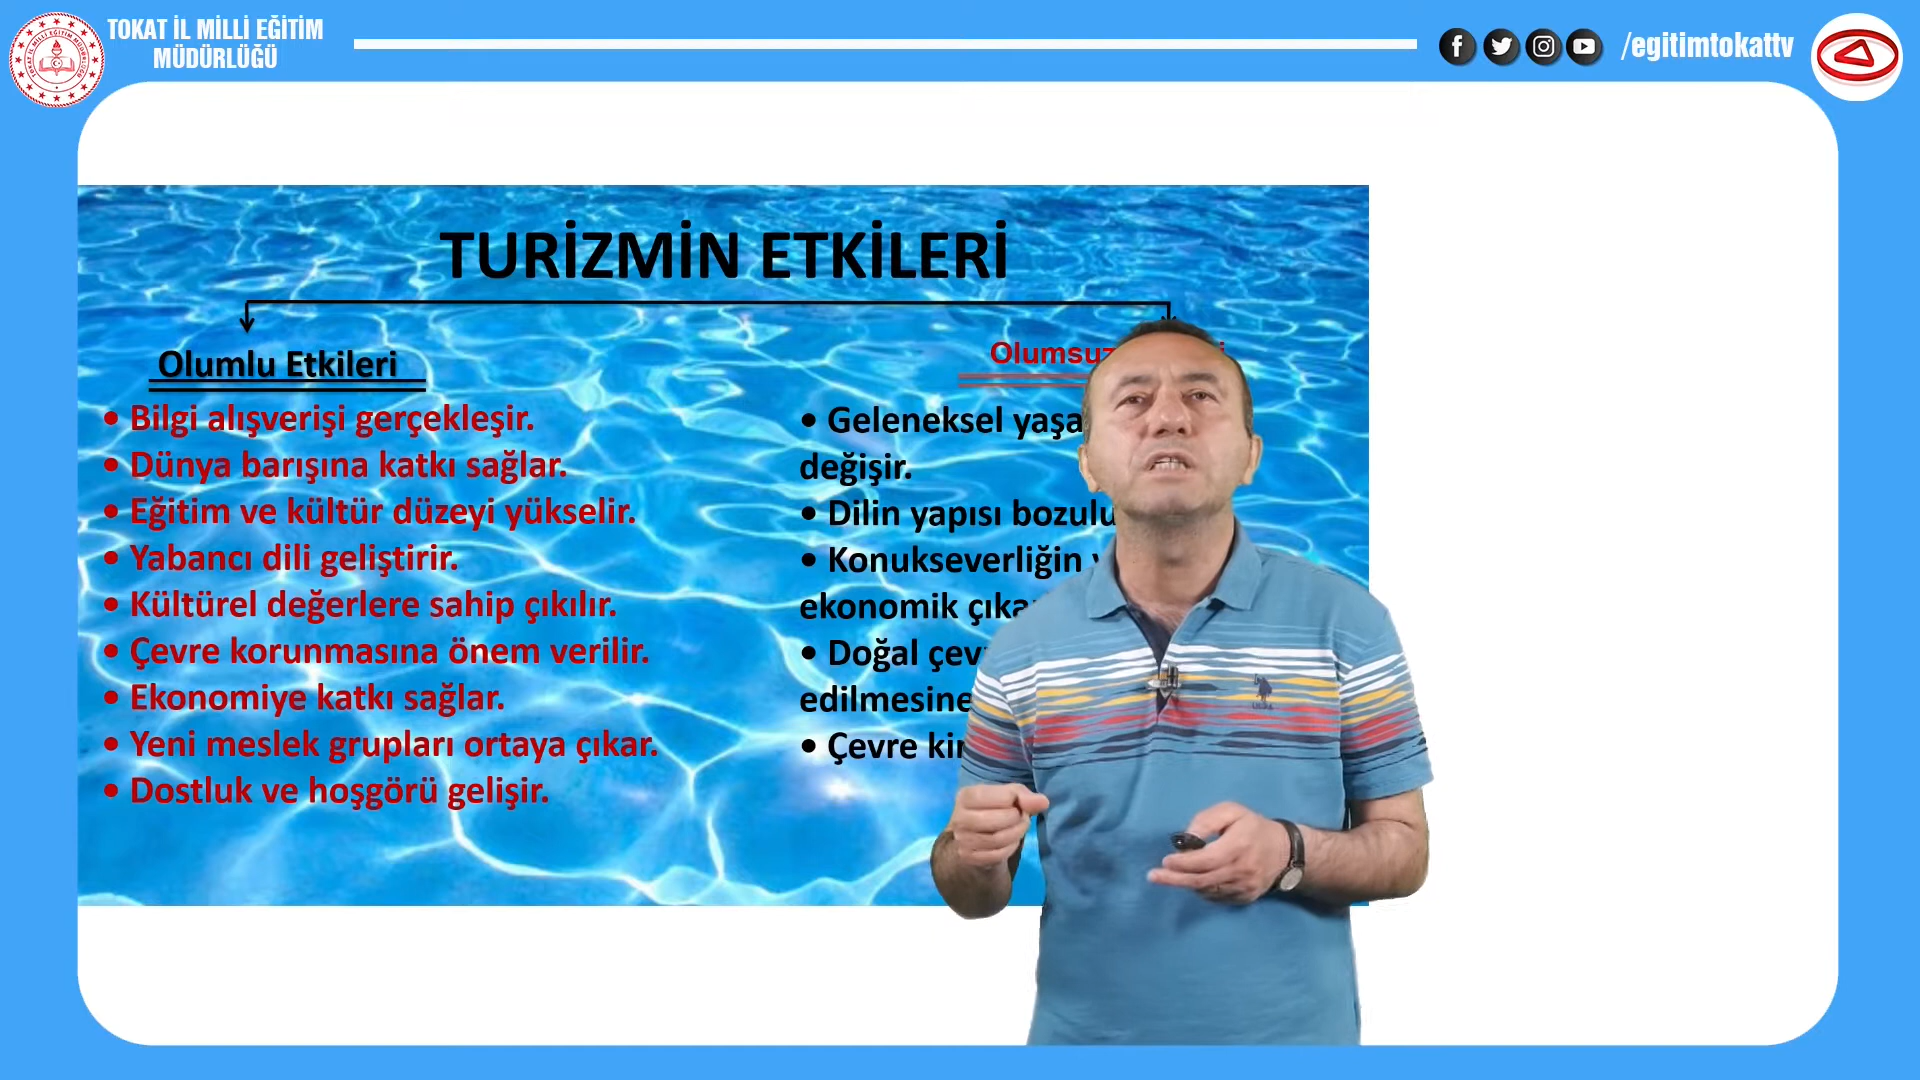 TOKAT İL MİLLİ EĞİTİM
MÜDÜRLÜĞÜ
/egitimtokattv
TURİZMİN ETKİLERİ
Olumlu Etkileri
• Bilgi alışverişi gerçekleşir.
• Dünya barışına katkı sağlar.
• Eğitim ve kültür düzeyi yükselir.
• Yabancı dili geliştirir.
• Kültürel değerlere sahip çıkılır.
• Çevre korunmasına önem verilir.
• Ekonomiye katkı sağlar.
• Yeni meslek grupları ortaya çıkar.
• Dostluk ve hoşgörü gelişir.
• Geleneksel
değişir.
• Dilin yapısı
• Konukseverliğin
ekonomik
• Doğal
edilmesine
• Çevre